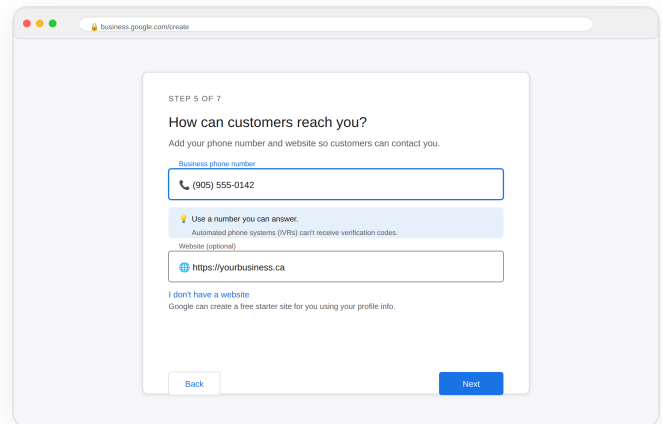 business.google.com/create
STEP 5 OF 7
How can customers reach you?
Add your phone number and website so customers can contact you.
Business phone number
📞 (905) 555-0142
💡 Use a number you can answer.
Automated phone systems (IVRs) can't receive verification codes.
Website (optional)
🌐 https://yourbusiness.ca
I don't have a website
Google can create a free starter site for you using your profile info.
Back
Next